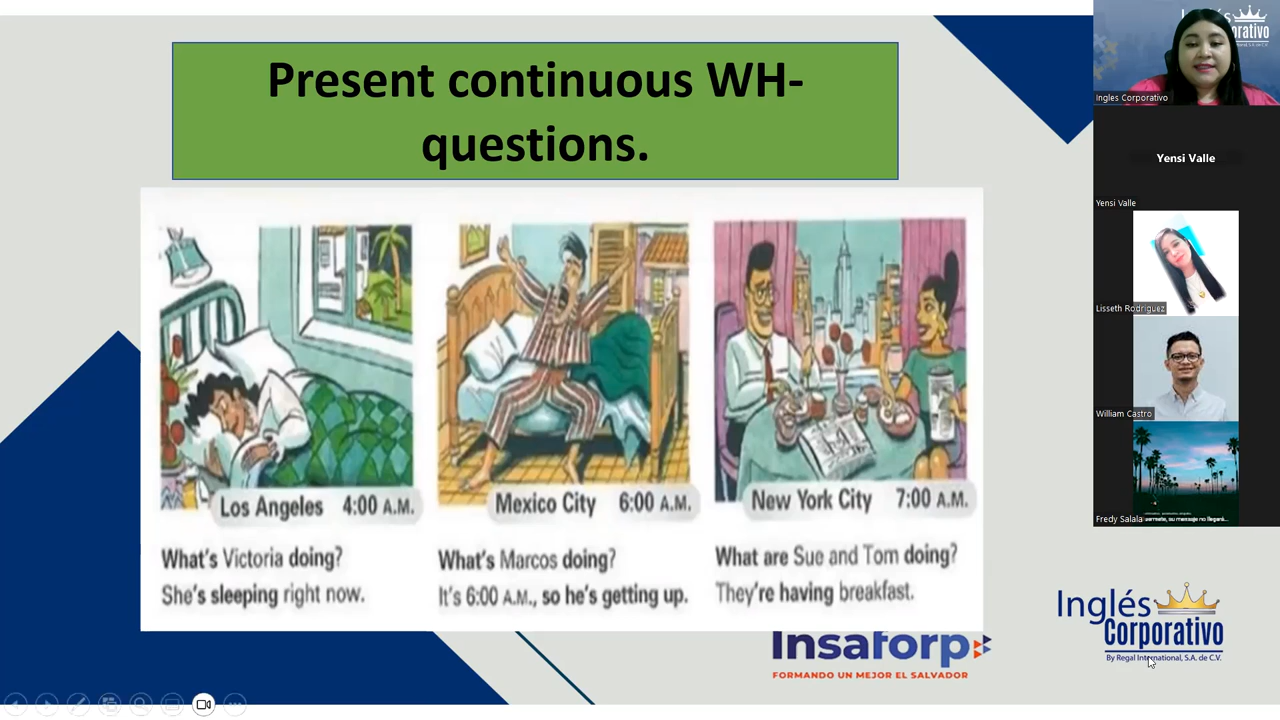 Present continuous WH-
questions.
Los Angeles 4:00 A.M.
What's Victoria doing?
She's sleeping right now.
Mexico City 6:00 A.M.
What's Marcos doing?
It's 6:00 A.M., so he's getting up.
New York City 7:00 A.M.
What are Sue and Tom doing?
They're having breakfast.
Insaforp
FORMANDO UN MEJOR EL SALVADOR
Inglés
Corporativo
By Regal International, S.A. de C.V.
Ingles Corporativo
Yensi Valle
Yensi Valle
Lisseth Rodriguez
William Castro
Fredy Salala